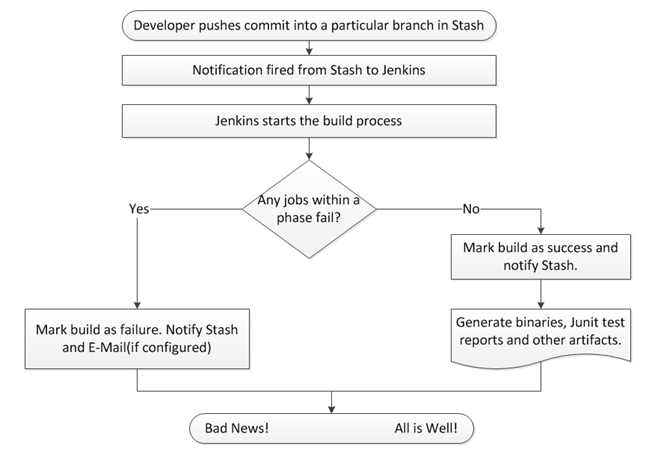 Developer pushes commit into a particular branch in Stash
Notification fired from Stash to Jenkins
Jenkins starts the build process
Any jobs within a
phase fail?
Yes
No
Mark build as success and
notify Stash.
Mark build as failure. Notify Stash
and E-Mail(if configured)
Generate binaries, Junit test
reports and other artifacts.
Bad News! All is Well!